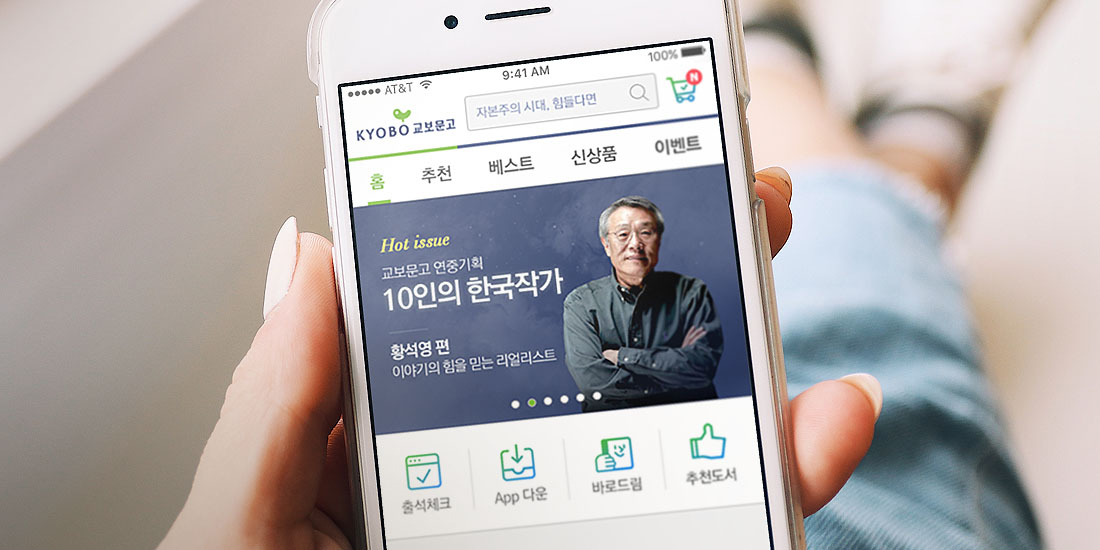 ●●●●● AT&T 9:41 AM 100%
KYOBO 교보문고
자본주의 시대, 힘들다면
N
홈 추천 베스트 신상품 이벤트
Hot issue
교보문고 연중기획
10인의 한국작가
황석영 편
이야기의 힘을 믿는 리얼리스트
출석체크 App 다운 바로드림 추천도서